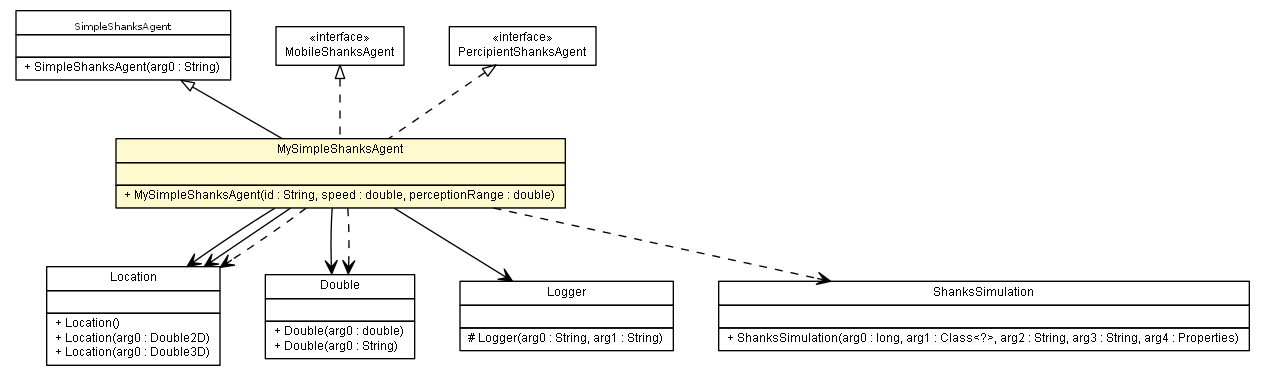 SimpleShanksAgent
+ SimpleShanksAgent(arg0 : String)
«interface»
MobileShanksAgent
«interface»
PercipientShanksAgent
MySimpleShanksAgent
+ MySimpleShanksAgent(id : String, speed : double, perceptionRange : double)
Location
+ Location()
+ Location(arg0 : Double2D)
+ Location(arg0 : Double3D)
Double
+ Double(arg0 : double)
+ Double(arg0 : String)
Logger
# Logger(arg0 : String, arg1 : String)
ShanksSimulation
+ ShanksSimulation(arg0 : long, arg1 : Class<?>, arg2 : String, arg3 : String, arg4 : Properties)